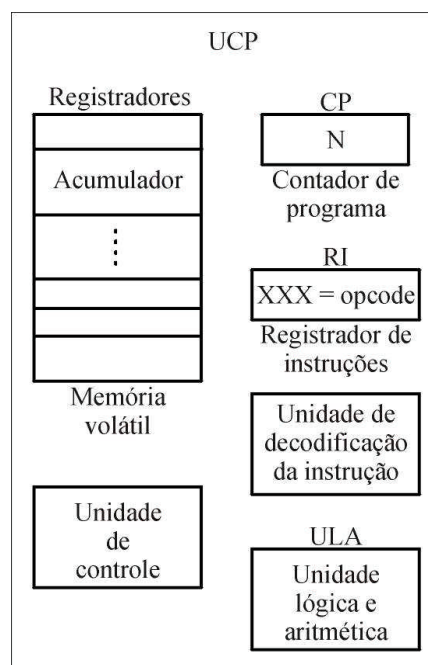 UCP
Registradores
Acumulador
Memória
volátil
Unidade
de
controle
CP
N
Contador de
programa
RI
XXX = opcode
Registrador de
instruções
Unidade de
decodificação
da instrução
ULA
Unidade
lógica e
aritmética